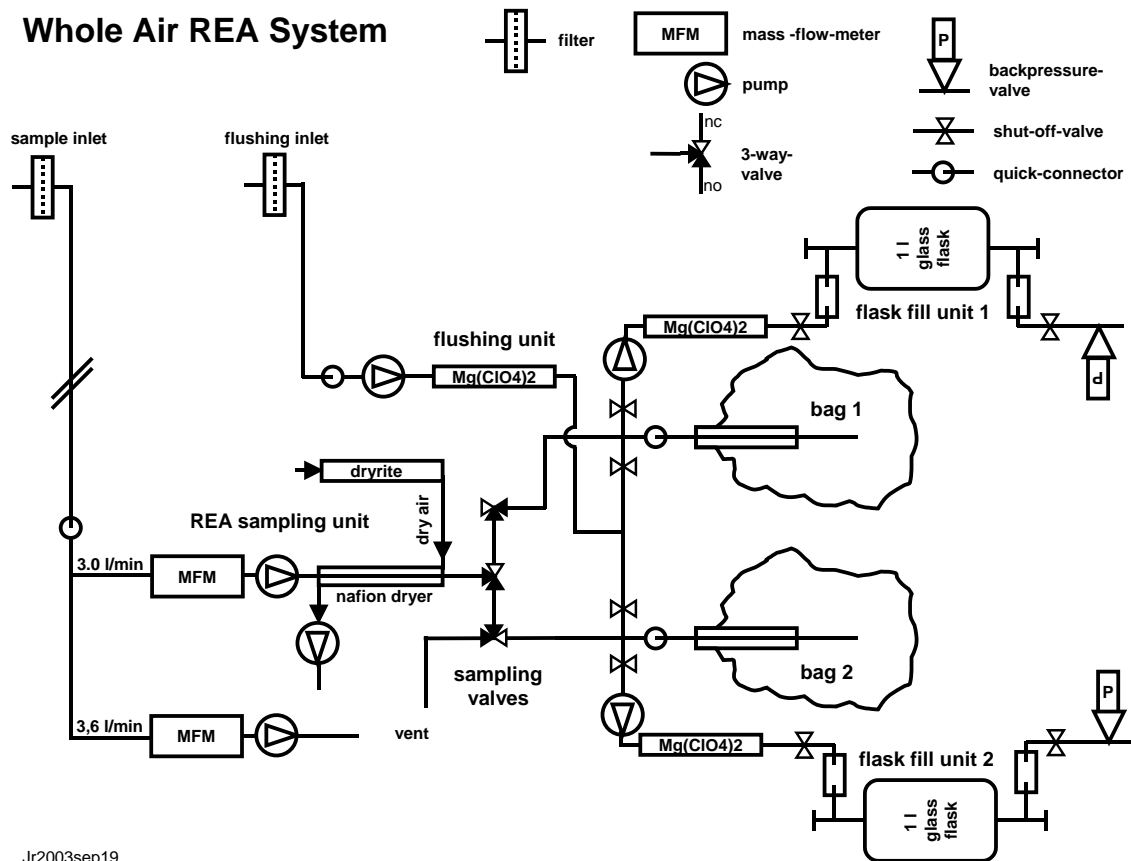 Whole Air REA System
filter
MFM
mass -flow-meter
P
backpressure-
valve
pump
nc
3-way-
valve
no
shut-off-valve
quick-connector
sample inlet
flushing inlet
1 l
glass
flask
flask fill unit 1
Mg(ClO4)2
P
flushing unit
Mg(ClO4)2
bag 1
dryrite
dry air
REA sampling unit
3.0 l/min
MFM
nafion dryer
bag 2
sampling
valves
3,6 l/min
MFM
vent
P
Mg(ClO4)2
flask fill unit 2
1 l
glass
flask
Jr2003sep19